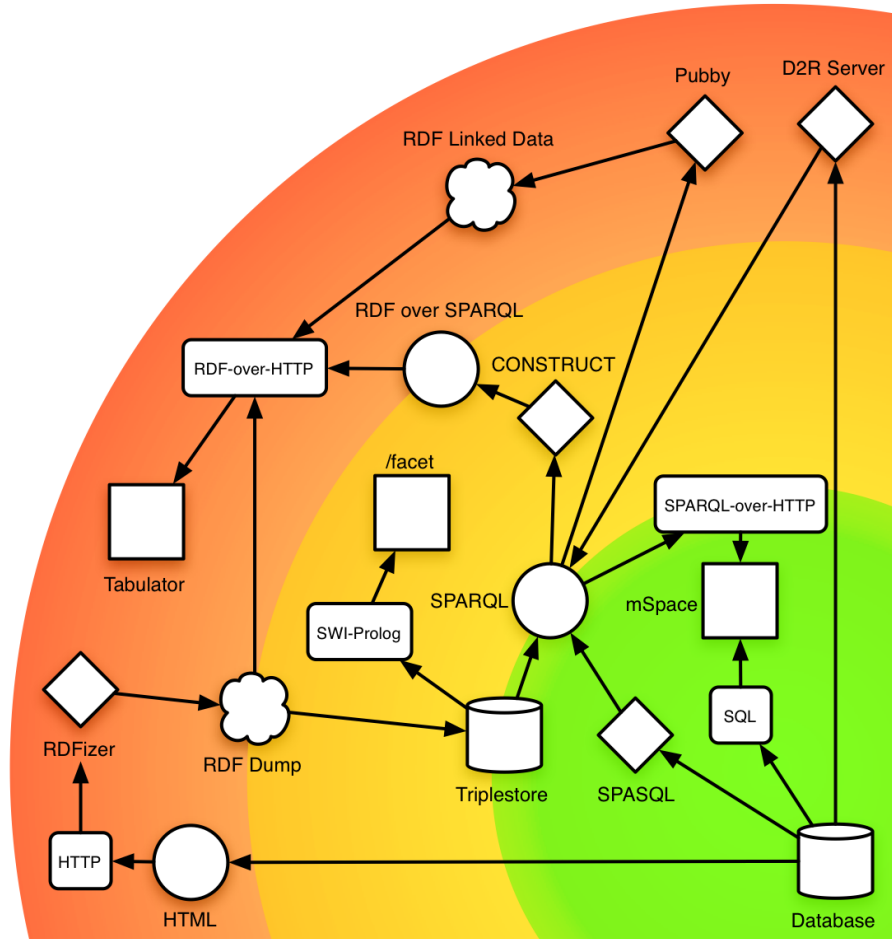 Pubby
D2R Server
RDF Linked Data
RDF over SPARQL
RDF-over-HTTP
CONSTRUCT
/facet
SPARQL-over-HTTP
Tabulator
SPARQL
mSpace
SWI-Prolog
SQL
RDFizer
RDF Dump
Triplestore
SPASQL
HTTP
HTML
Database